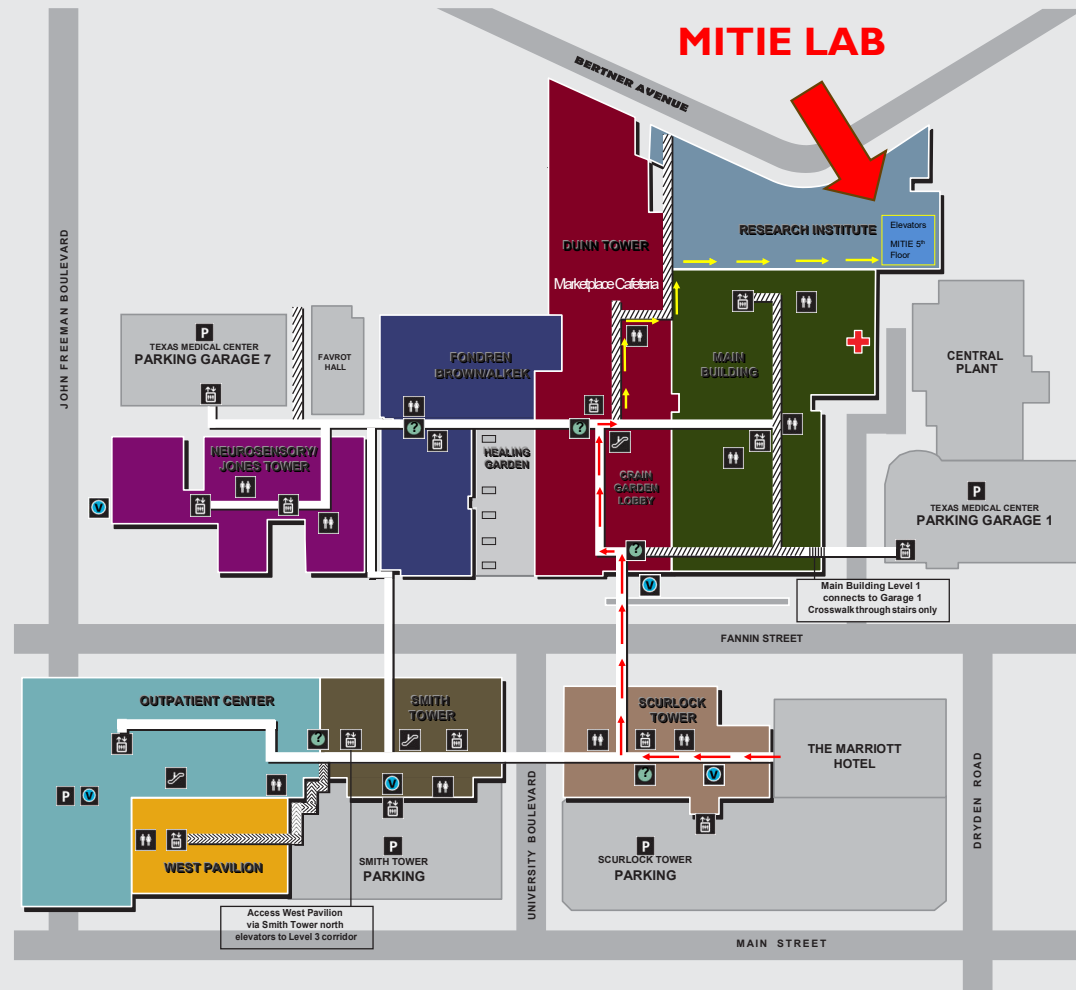 MITIE LAB
BERTNER AVENUE
JOHN FREEMAN BOULEVARD
RESEARCH INSTITUTE
Elevators
MITIE 5th
Floor
DUNN TOWER
Marketplace Cafeteria
P
TEXAS MEDICAL CENTER
PARKING GARAGE 7
FAVROT
HALL
FONDREN
BROWN/ALKEK
MAIN
BUILDING
CENTRAL
PLANT
?
?
NEUROSENSORY/
JONES TOWER
HEALING
GARDEN
CRAIN
GARDEN
LOBBY
V
P
TEXAS MEDICAL CENTER
PARKING GARAGE 1
?
V
Main Building Level 1
connects to Garage 1
Crosswalk through stairs only
FANNIN STREET
OUTPATIENT CENTER
SMITH
TOWER
SCURLOCK
TOWER
?
THE MARRIOTT
HOTEL
?
V
V
P
V
WEST PAVILION
P
SMITH TOWER
PARKING
P
SCURLOCK TOWER
PARKING
UNIVERSITY BOULEVARD
DRYDEN ROAD
Access West Pavilion
via Smith Tower north
elevators to Level 3 corridor
MAIN STREET